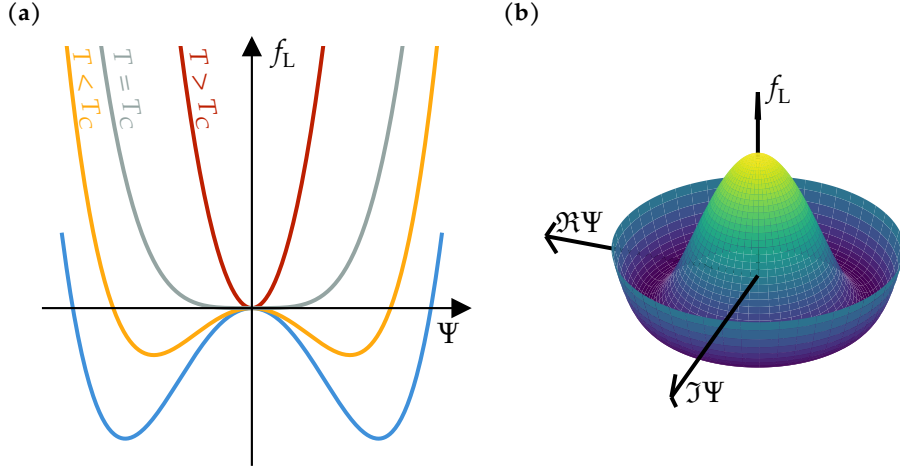 (a)
f_L
T < T_C
T = T_C
T > T_C
Ψ
(b)
f_L
ℜΨ
ℑΨ